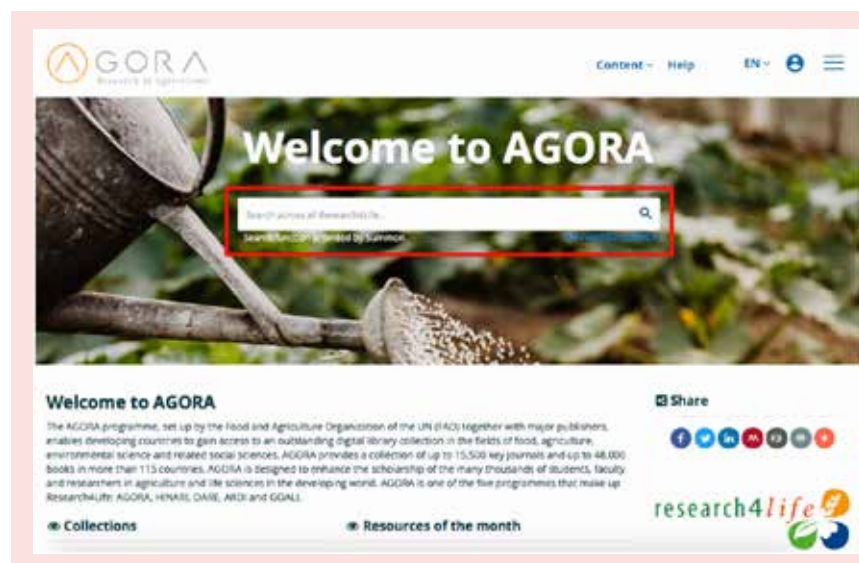 AGORA
Research in Agriculture
Content Help EN
Welcome to AGORA
Search across all Research4Life...
Search function provided by Summon.
Welcome to AGORA
The AGORA programme, set up by the Food and Agriculture Organization of the UN (FAO) together with major publishers,
enables developing countries to gain access to an outstanding digital library collection in the fields of food, agriculture,
environmental science and related social sciences. AGORA provides a collection of up to 15,500 key journals and up to 48,000
books in more than 115 countries. AGORA is designed to enhance the scholarship of the many thousands of students, faculty
and researchers in agriculture and life sciences in the developing world. AGORA is one of the five programmes that make up
Research4Life: AGORA, HINARI, OARE, ARDI and GOALI.
Collections
Resources of the month
Share
research4life